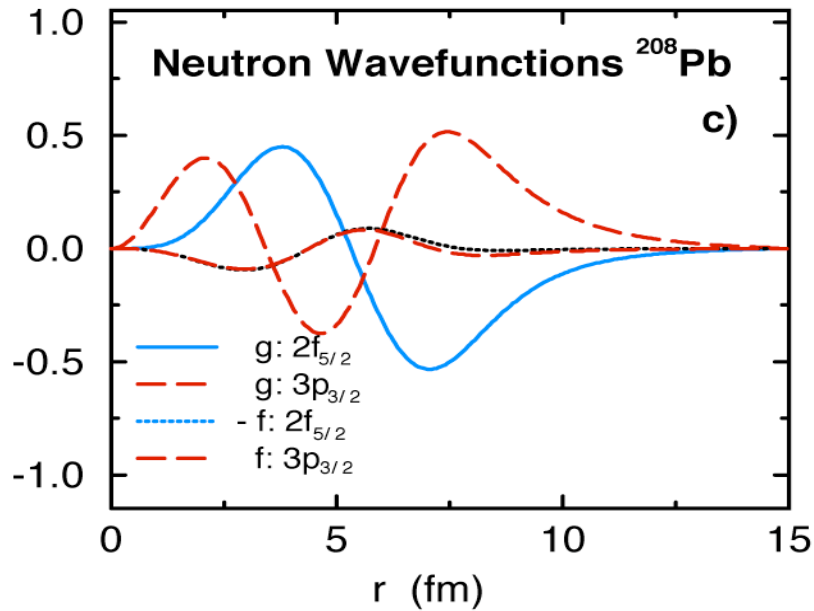 Neutron Wavefunctions ²⁰⁸Pb
c)
1.0
0.5
0.0
-0.5
-1.0
g: 2f₅/₂
g: 3p₃/₂
- f: 2f₅/₂
f: 3p₃/₂
0 5 10 15
r (fm)